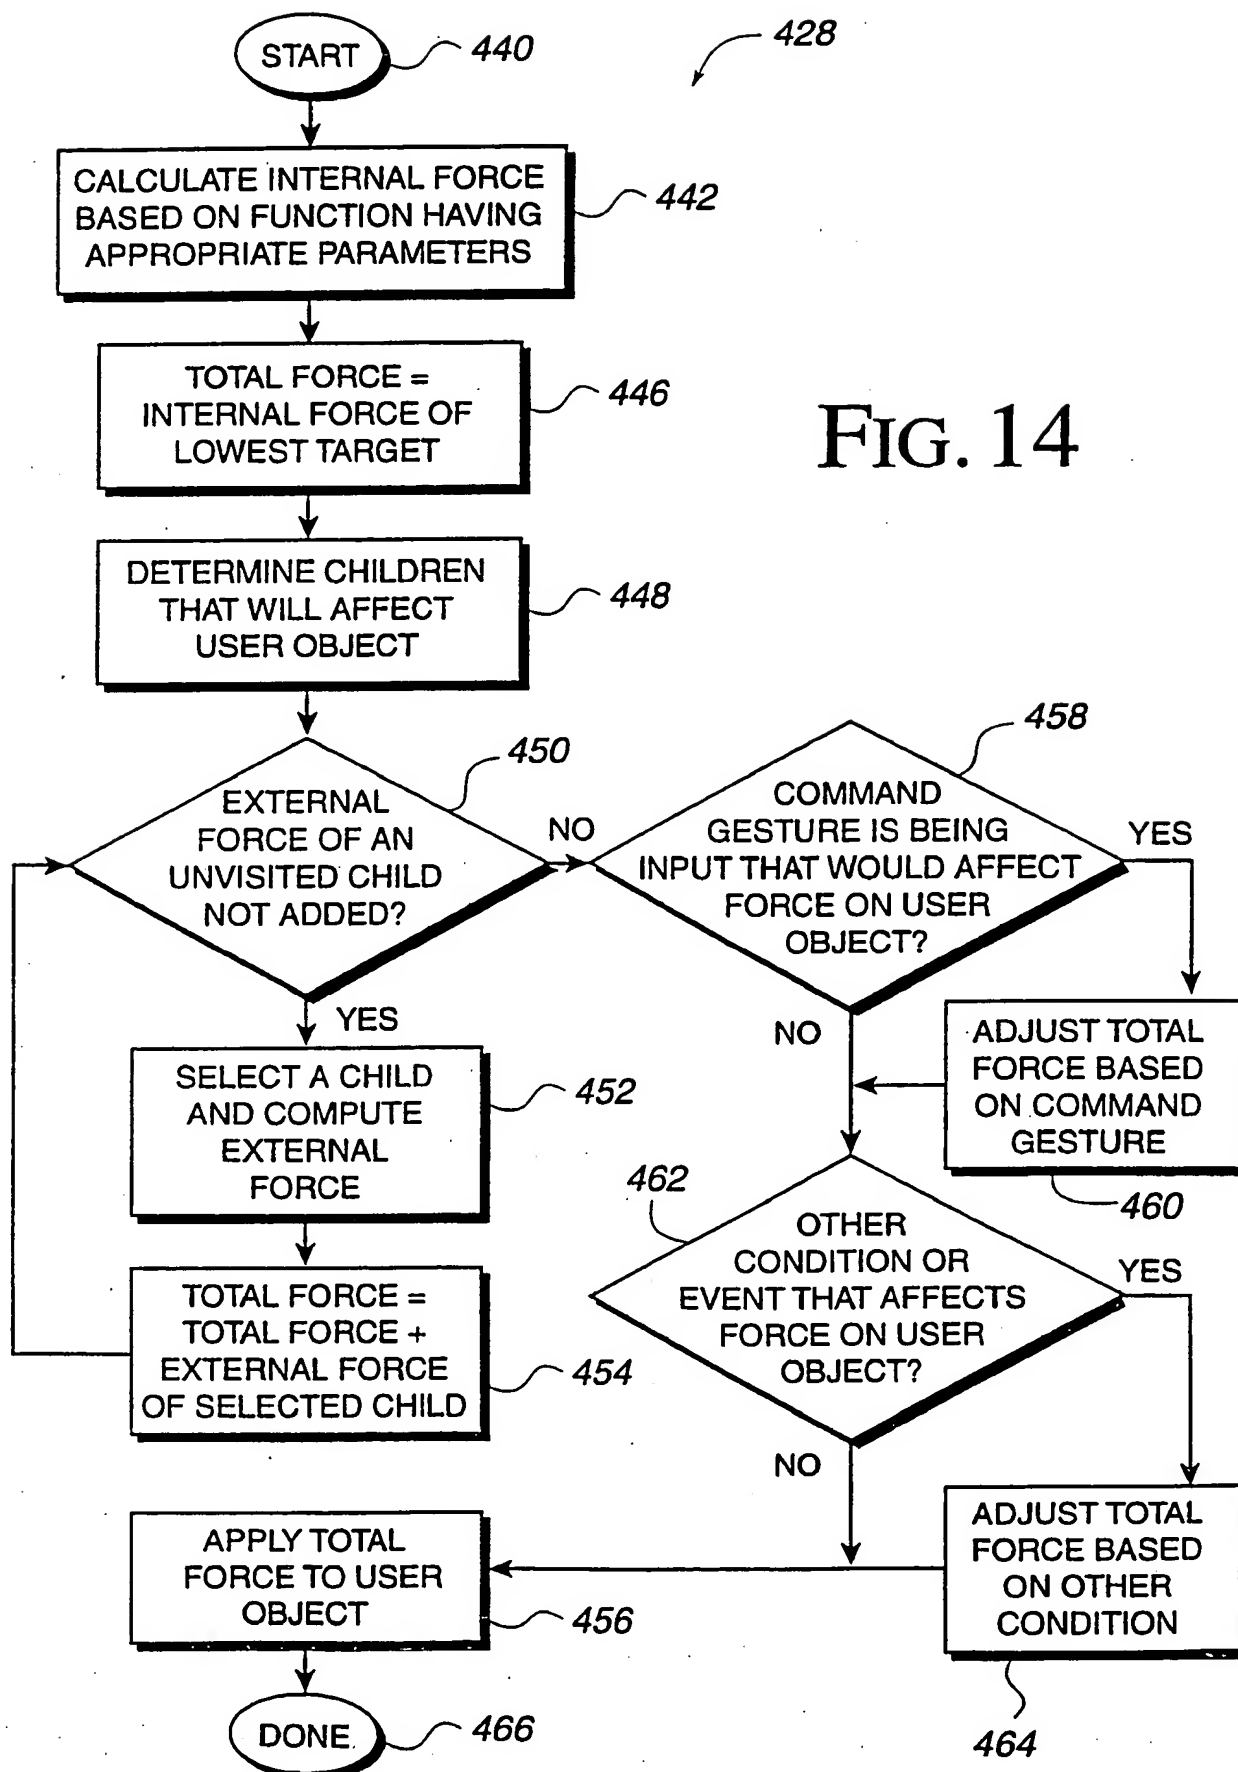 START
440
428
CALCULATE INTERNAL FORCE
BASED ON FUNCTION HAVING
APPROPRIATE PARAMETERS
442
TOTAL FORCE =
INTERNAL FORCE OF
LOWEST TARGET
446
FIG. 14
DETERMINE CHILDREN
THAT WILL AFFECT
USER OBJECT
448
EXTERNAL
FORCE OF AN
UNVISITED CHILD
NOT ADDED?
450
NO
YES
COMMAND
GESTURE IS BEING
INPUT THAT WOULD AFFECT
FORCE ON USER
OBJECT?
458
YES
NO
SELECT A CHILD
AND COMPUTE
EXTERNAL
FORCE
452
ADJUST TOTAL
FORCE BASED
ON COMMAND
GESTURE
460
TOTAL FORCE =
TOTAL FORCE +
EXTERNAL FORCE
OF SELECTED CHILD
454
462
OTHER
CONDITION OR
EVENT THAT AFFECTS
FORCE ON USER
OBJECT?
YES
NO
ADJUST TOTAL
FORCE BASED
ON OTHER
CONDITION
464
APPLY TOTAL
FORCE TO USER
OBJECT
456
DONE
466